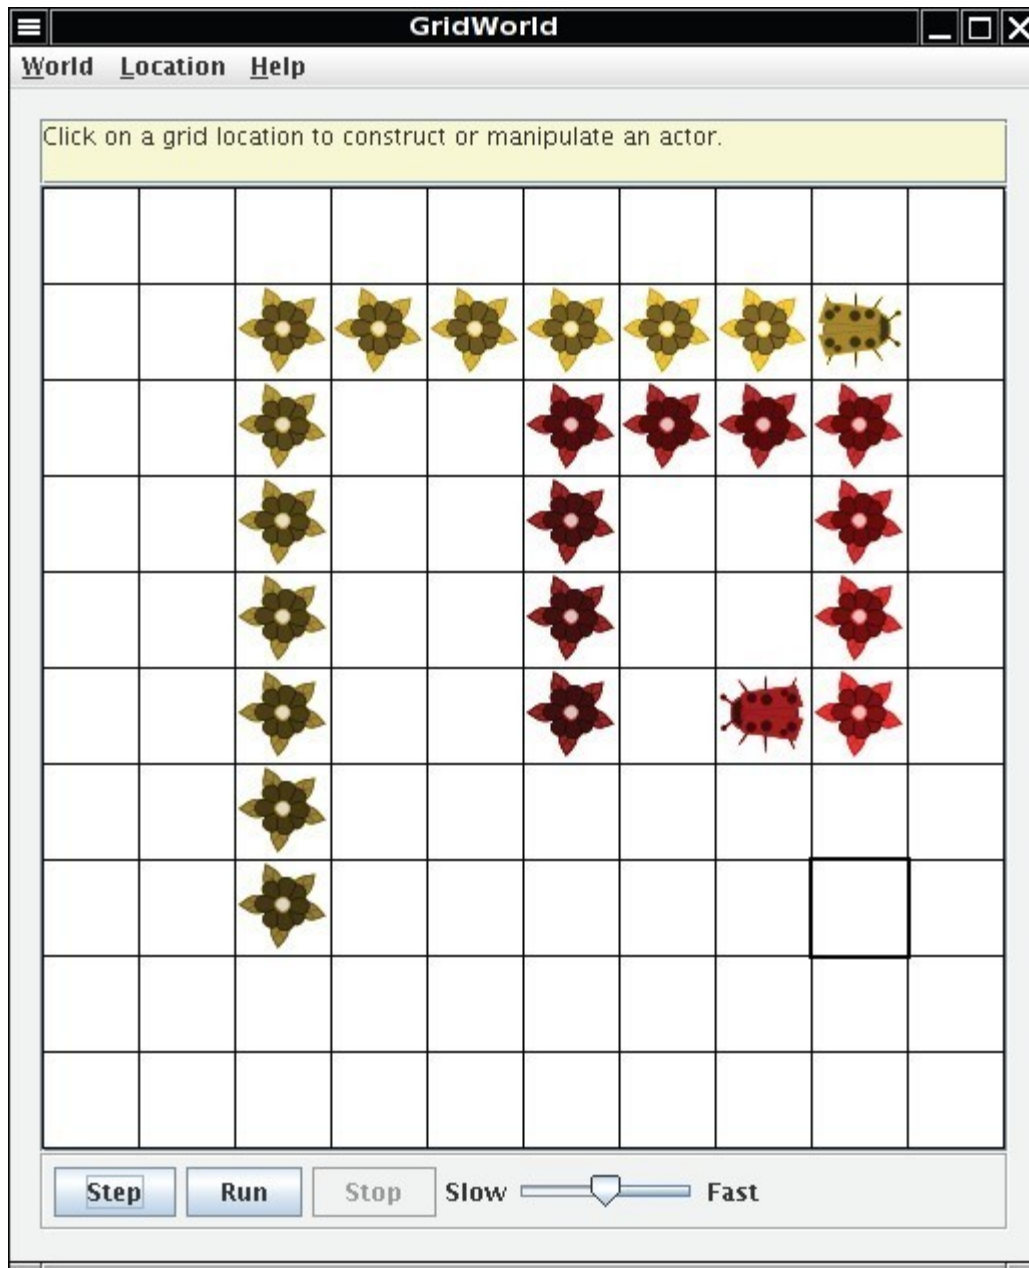 GridWorld
World Location Help
Click on a grid location to construct or manipulate an actor.
Step Run Stop Slow Fast